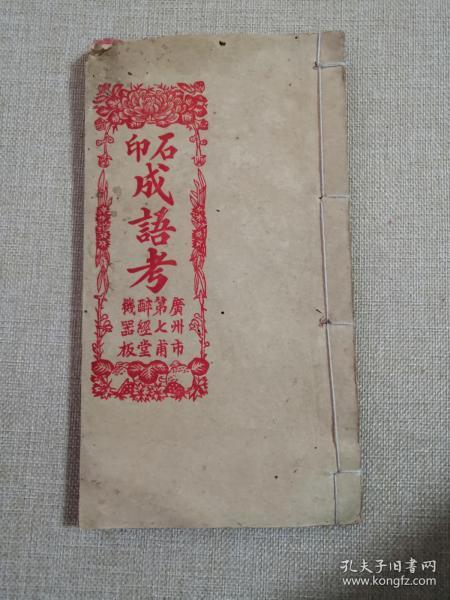 石印
成語考
廣州市
第七甫
醉經堂
機器板
孔夫子旧书网
www.kongfz.com